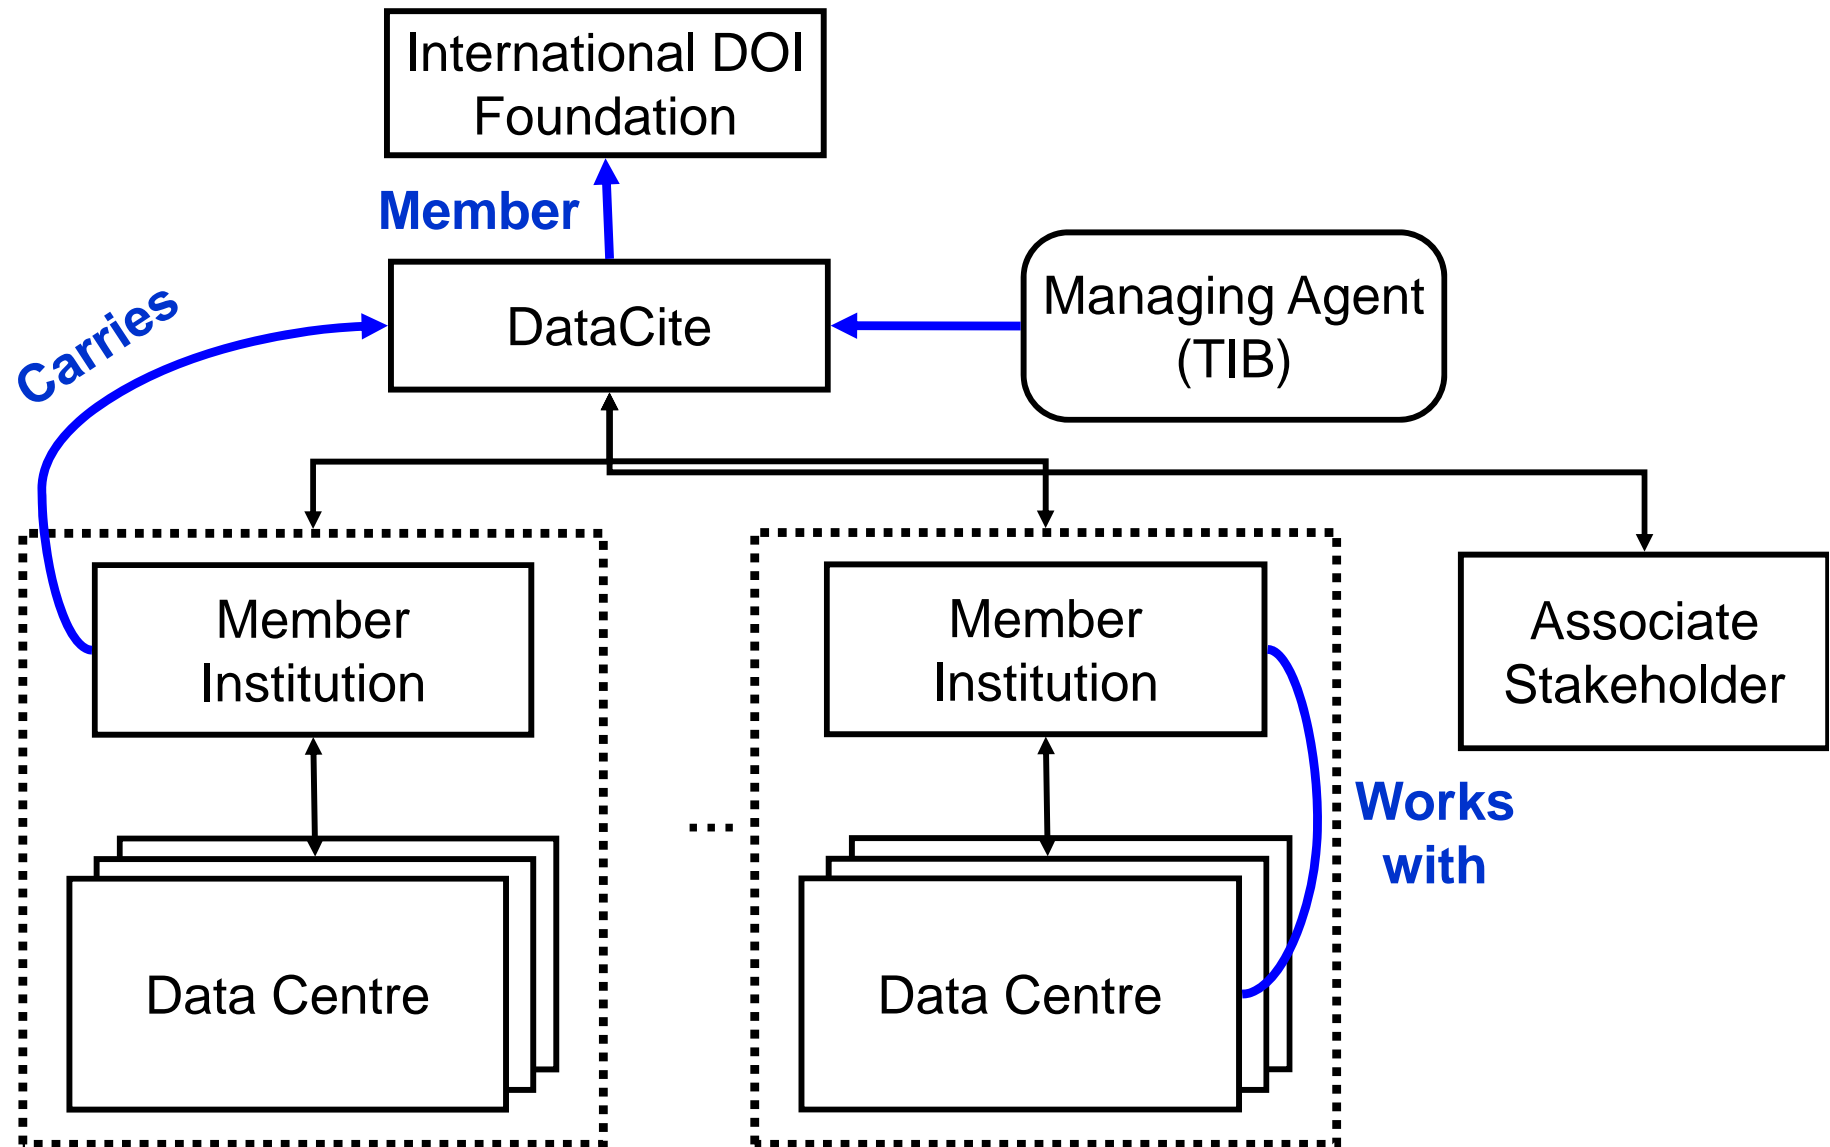 International DOI
Foundation
Member
Carries
DataCite
Managing Agent
(TIB)
Member
Institution
Member
Institution
Associate
Stakeholder
Works
with
...
Data Centre
Data Centre